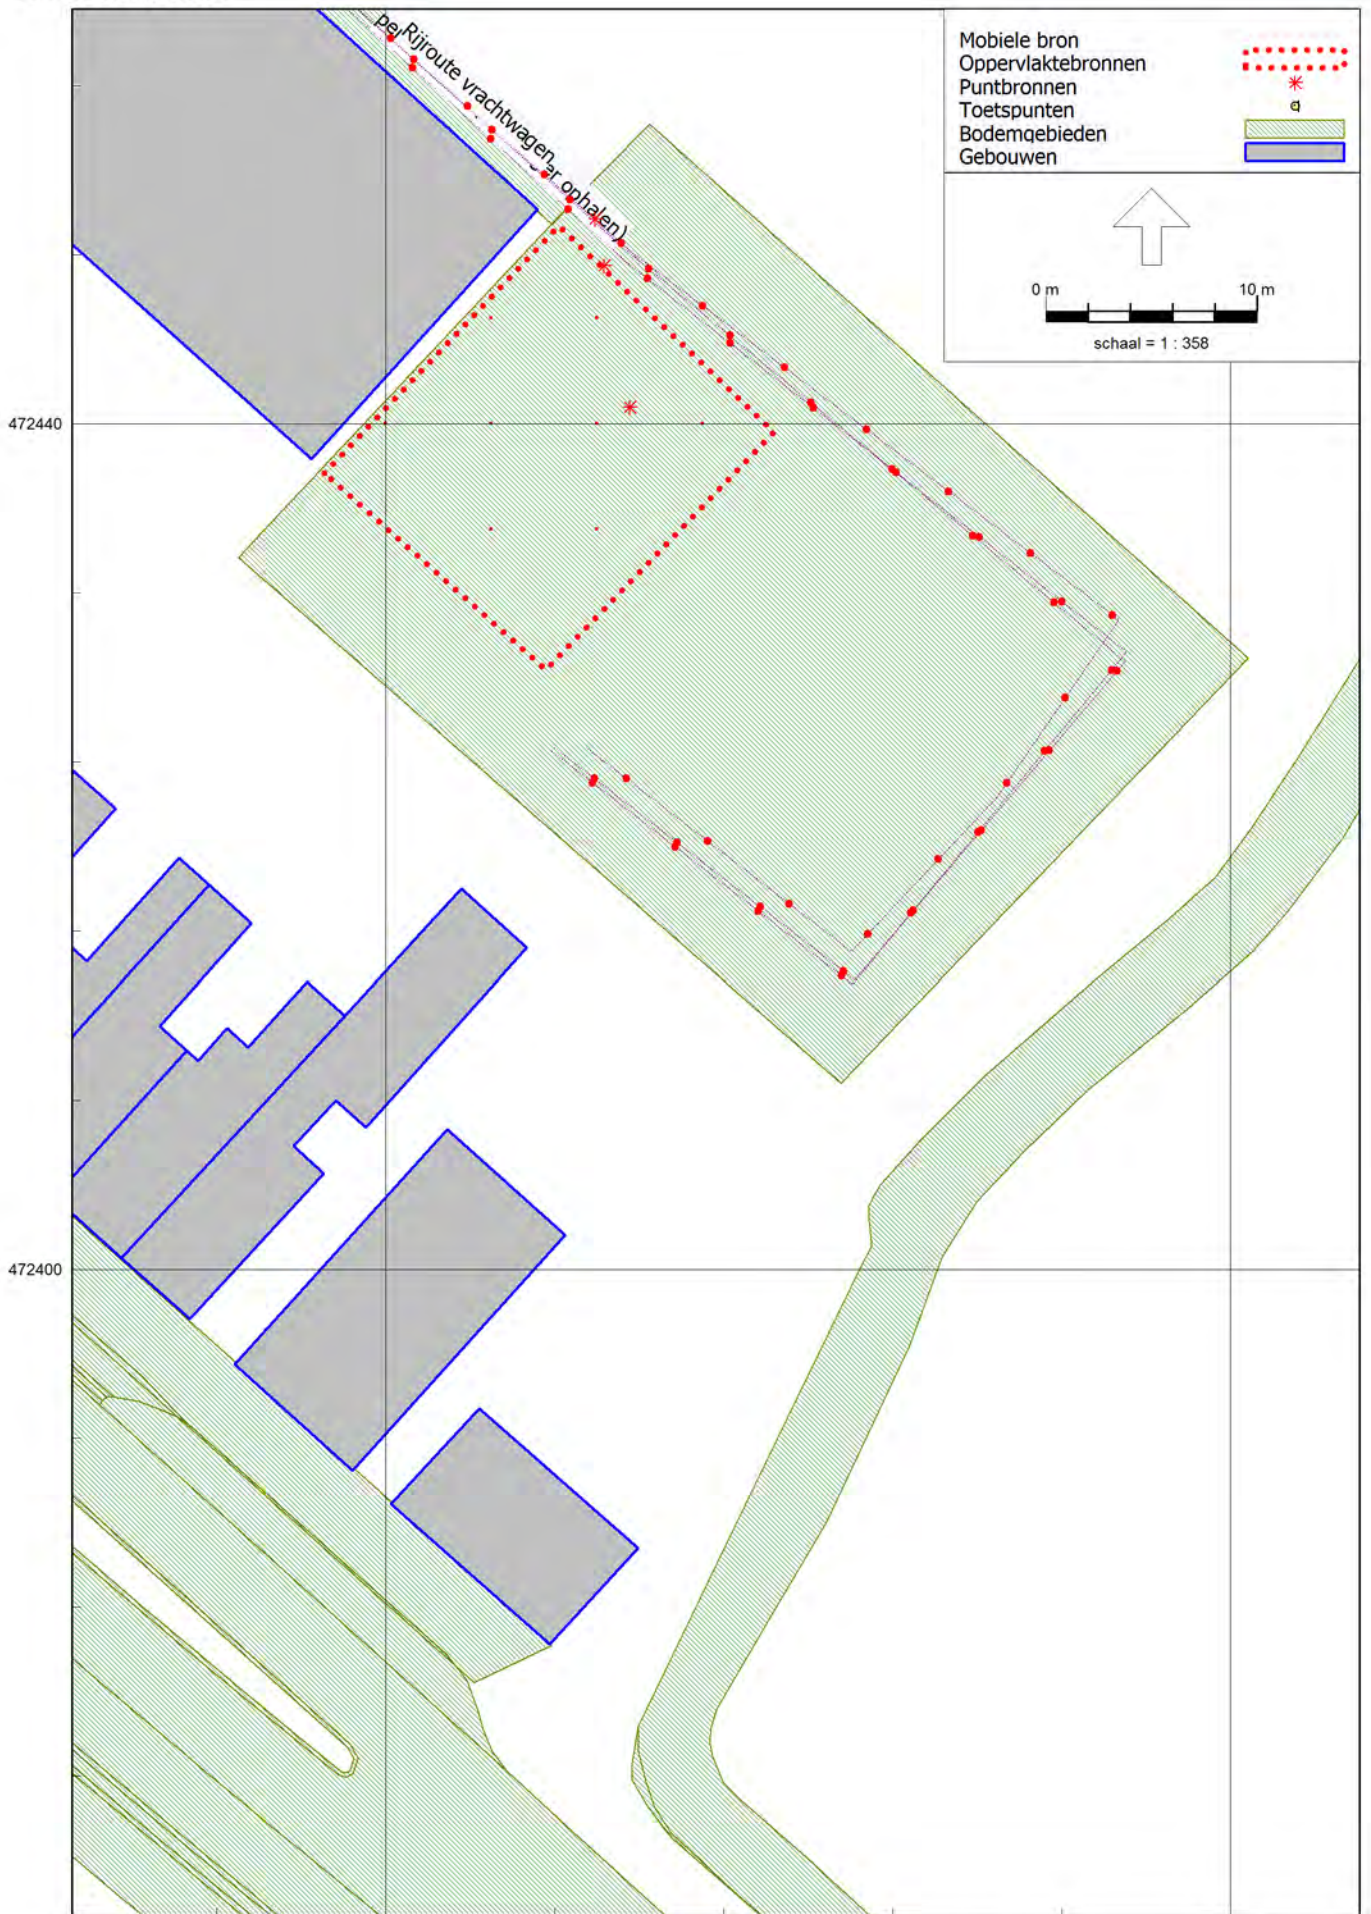 Rijroute vrachtwagen
ophalen)
Mobiele bron
Oppervlaktebronnen
Puntbronnen
Toetspunten
Bodemgebieden
Gebouwen
0 m
10 m
schaal = 1 : 358
472440
472400